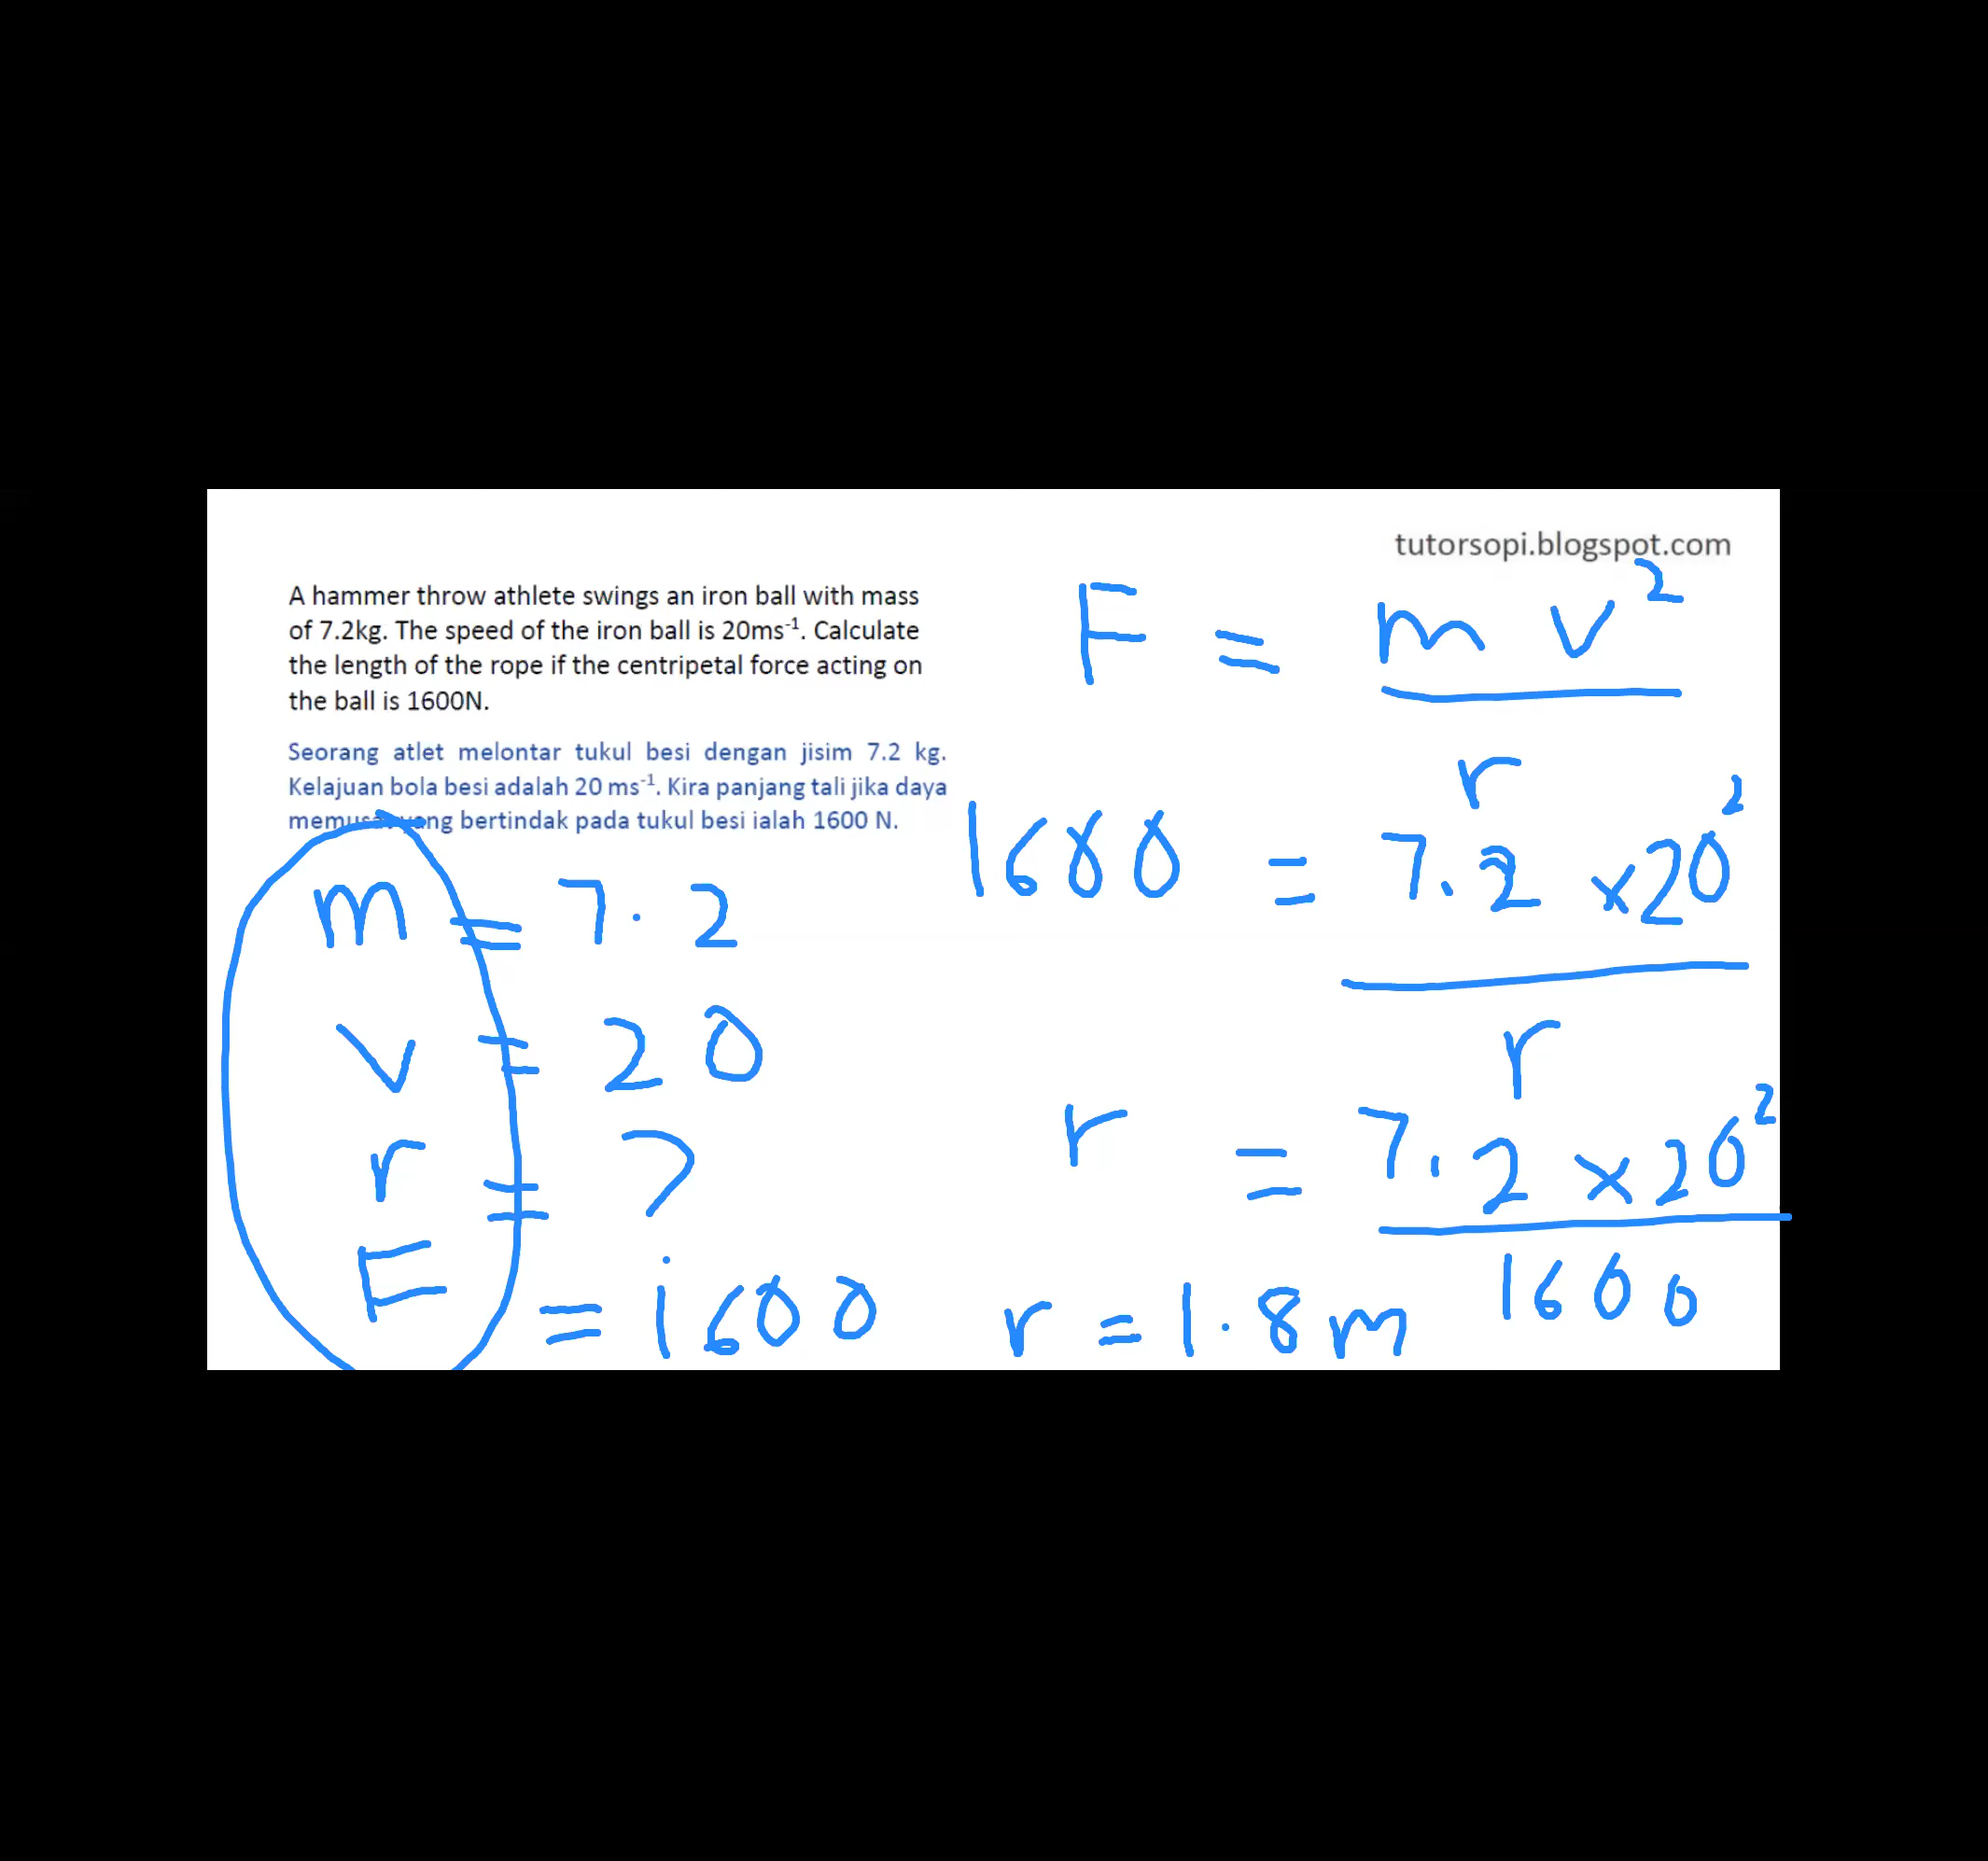 tutorsopi.blogspot.com
A hammer throw athlete swings an iron ball with mass
of 7.2kg. The speed of the iron ball is 20ms⁻¹. Calculate
the length of the rope if the centripetal force acting on
the ball is 1600N.
Seorang atlet melontar tukul besi dengan jisim 7.2 kg.
Kelajuan bola besi adalah 20 ms⁻¹. Kira panjang tali jika daya
memusat yang bertindak pada tukul besi ialah 1600 N.
m = 7.2
v = 20
r = ?
F = 1600
F = m v²
r
1600 = 7.2 x 20²
r
r = 7.2 x 20²
1600
r = 1.8 m